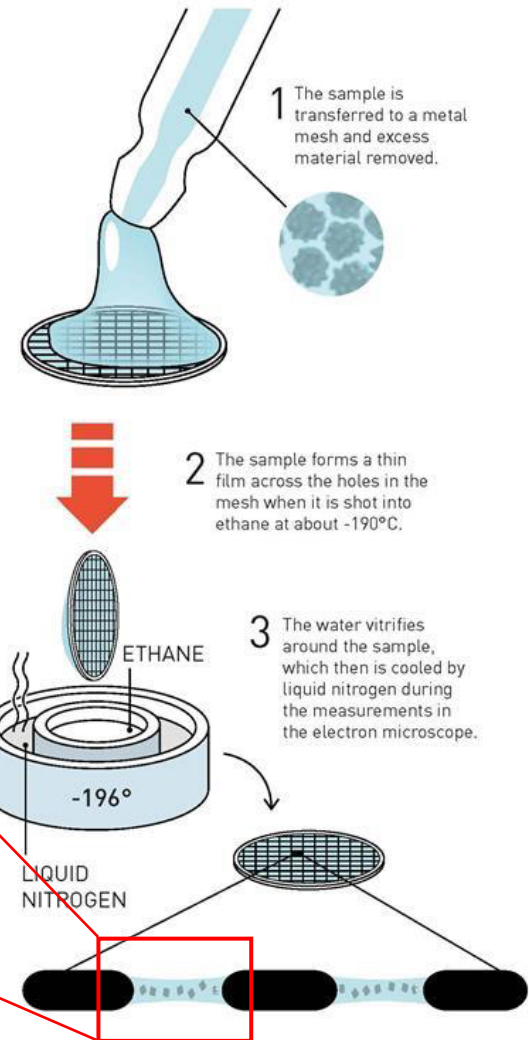 1 The sample is
transferred to a metal
mesh and excess
material removed.
2 The sample forms a thin
film across the holes in the
mesh when it is shot into
ethane at about -190°C.
3 The water vitrifies
around the sample,
which then is cooled by
liquid nitrogen during
the measurements in
the electron microscope.
ETHANE
-196°
LIQUID
NITROGEN